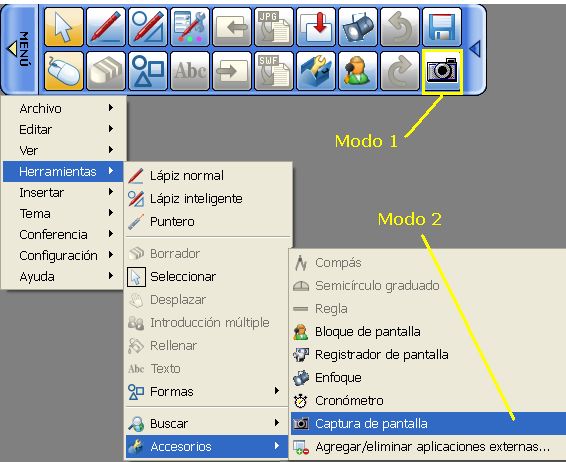 MENÚ
JPG
Abc
SWF
Modo 1
Archivo
Editar
Ver
Herramientas
Insertar
Tema
Conferencia
Configuración
Ayuda
Lápiz normal
Lápiz inteligente
Puntero
Borrador
Seleccionar
Desplazar
Introducción múltiple
Rellenar
Abc Texto
Formas
Buscar
Accesorios
Modo 2
Compás
Semicírculo graduado
Regla
Bloque de pantalla
Registrador de pantalla
Enfoque
Cronómetro
Captura de pantalla
Agregar/eliminar aplicaciones externas...